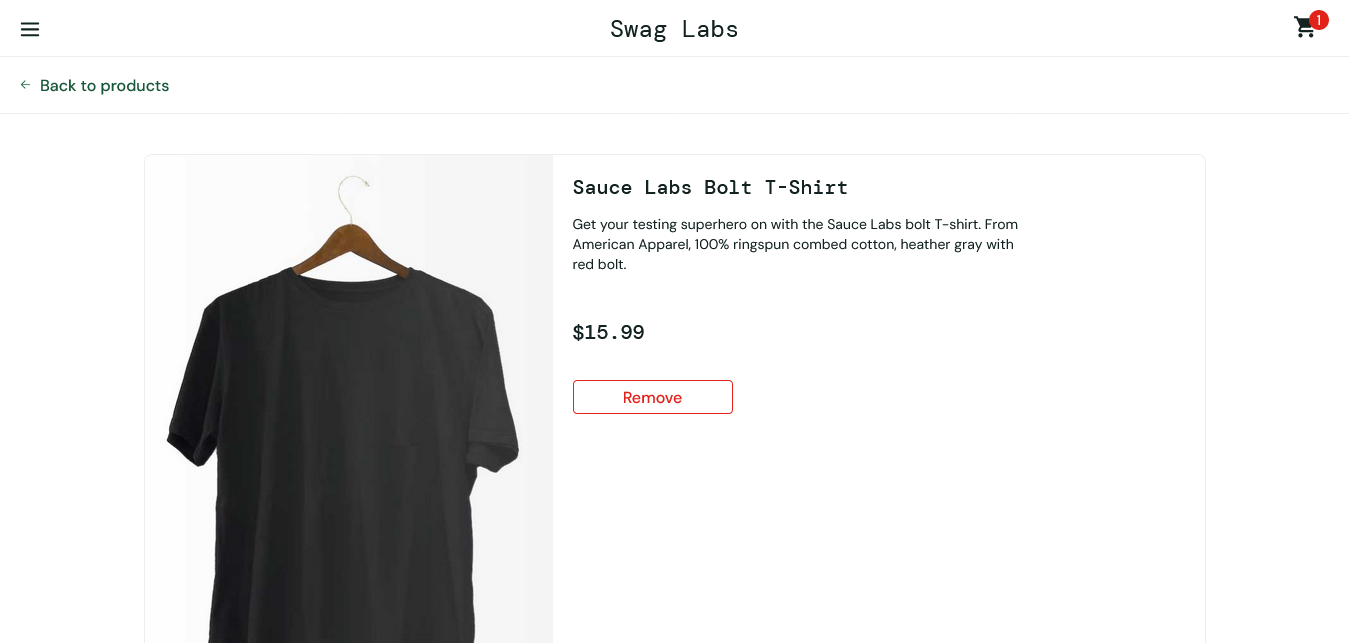 Swag Labs
1
Back to products
Sauce Labs Bolt T-Shirt
Get your testing superhero on with the Sauce Labs bolt T-shirt. From
American Apparel, 100% ringspun combed cotton, heather gray with
red bolt.
$15.99
Remove